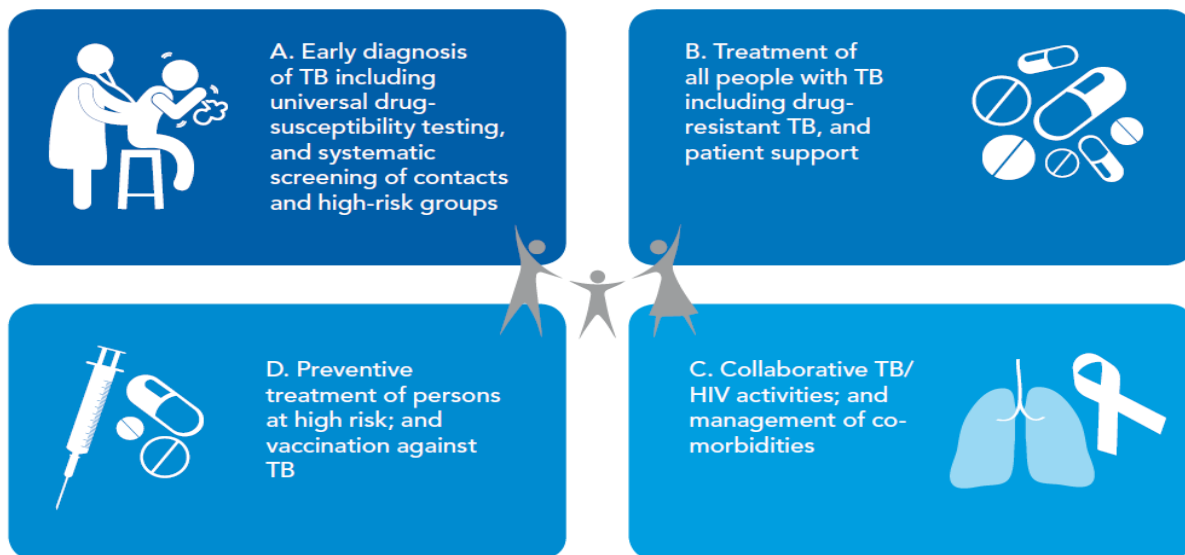 A. Early diagnosis
of TB including
universal drug-
susceptibility testing,
and systematic
screening of contacts
and high-risk groups
B. Treatment of
all people with TB
including drug-
resistant TB, and
patient support
D. Preventive
treatment of persons
at high risk; and
vaccination against
TB
C. Collaborative TB/
HIV activities; and
management of co-
morbidities